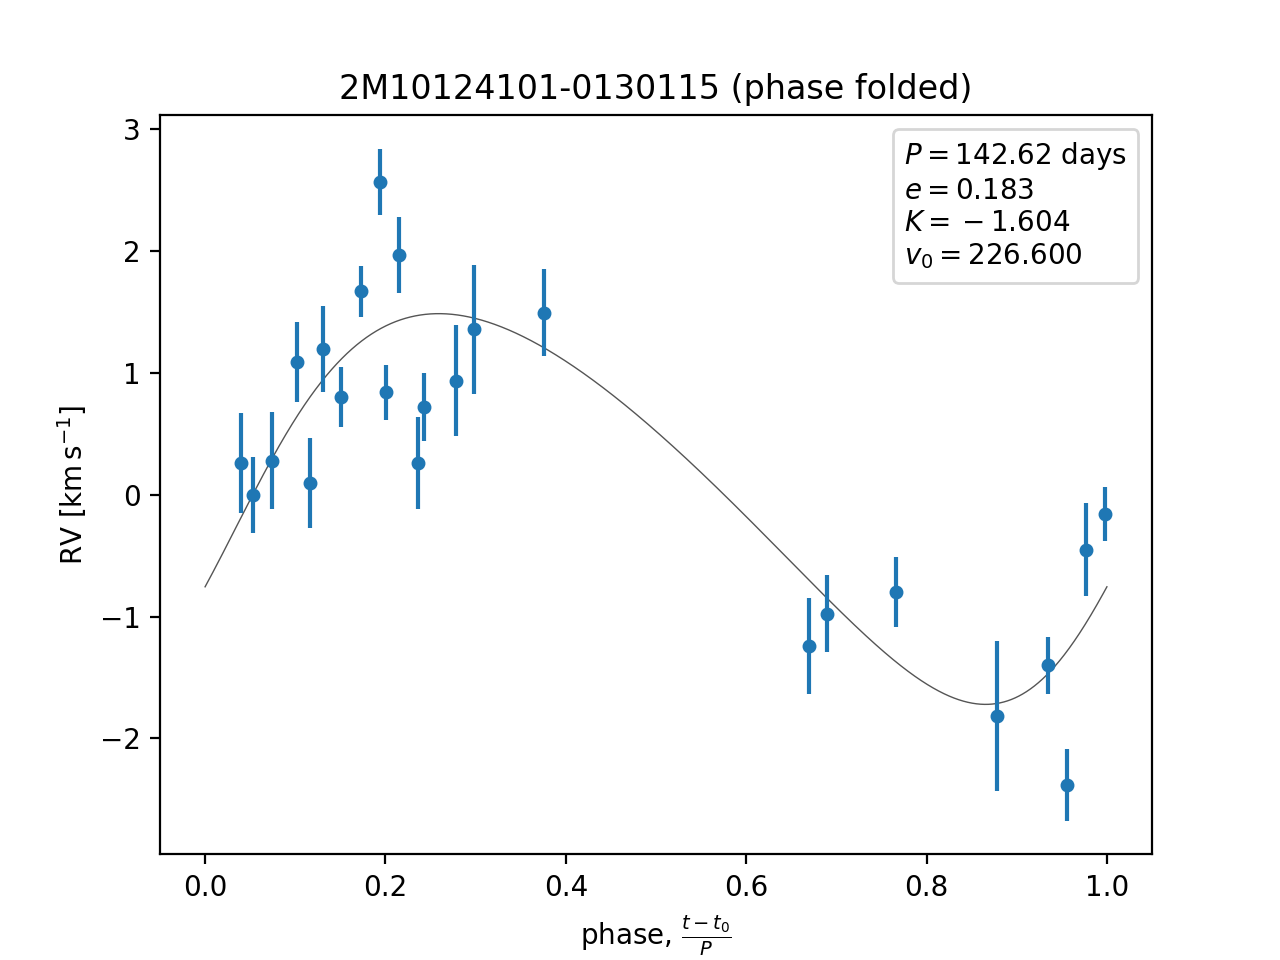 2M10124101-0130115 (phase folded)
P = 142.62 days
e = 0.183
K = −1.604
v₀ = 226.600
3
2
1
0
−1
−2
RV [km s⁻¹]
0.0 0.2 0.4 0.6 0.8 1.0
phase, (t − t₀)/P